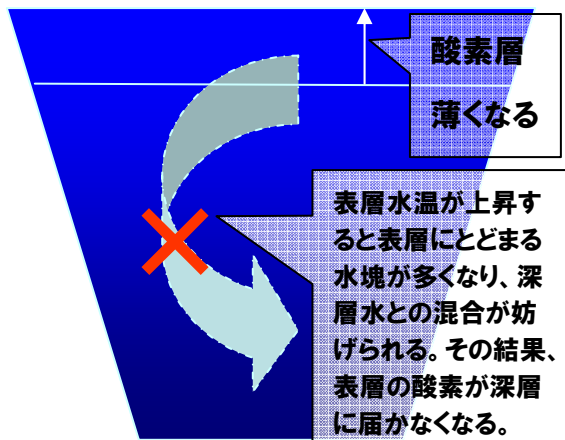 酸素層
薄くなる
表層水温が上昇す
ると表層にとどまる
水塊が多くなり、深
層水との混合が妨
げられる。その結果、
表層の酸素が深層
に届かなくなる。